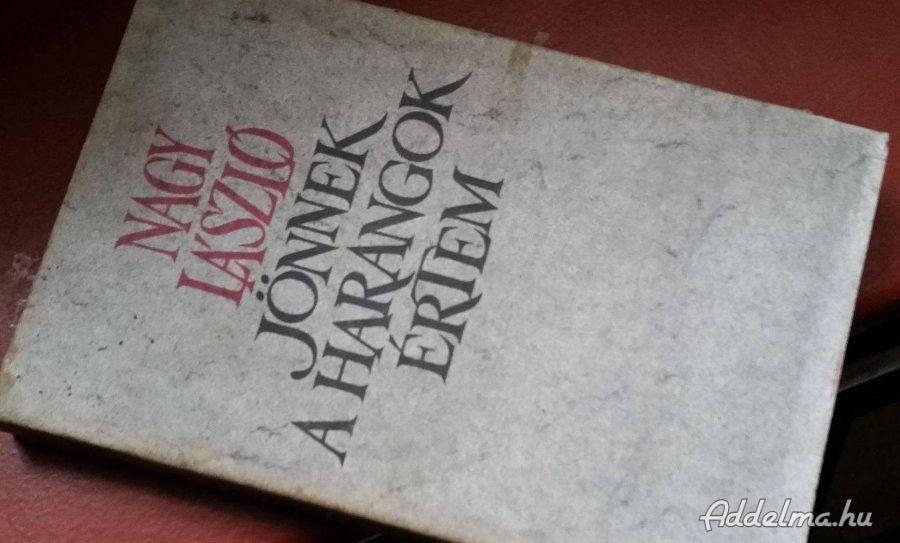 NAGY
LÁSZLÓ
JÖNNEK
A HARANGOK
ÉRTEM
Addelma.hu